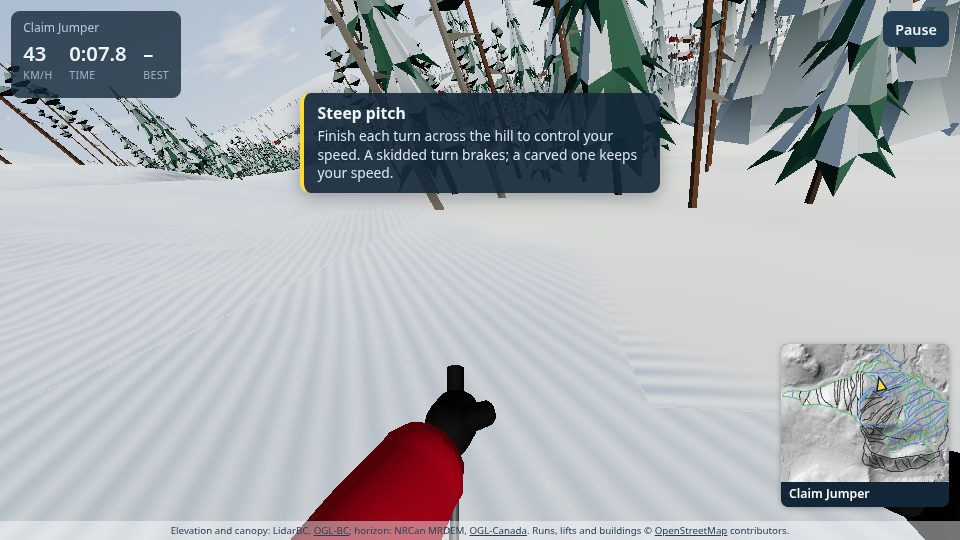 Claim Jumper
43 0:07.8 –
KM/H TIME BEST
Pause
Steep pitch
Finish each turn across the hill to control your
speed. A skidded turn brakes; a carved one keeps
your speed.
Claim Jumper
Elevation and canopy: LidarBC, OGL-BC; horizon: NRCan MRDEM, OGL-Canada. Runs, lifts and buildings © OpenStreetMap contributors.